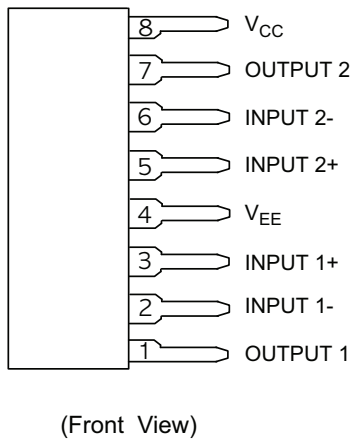 8 V_CC
7 OUTPUT 2
6 INPUT 2-
5 INPUT 2+
4 V_EE
3 INPUT 1+
2 INPUT 1-
1 OUTPUT 1
(Front View)